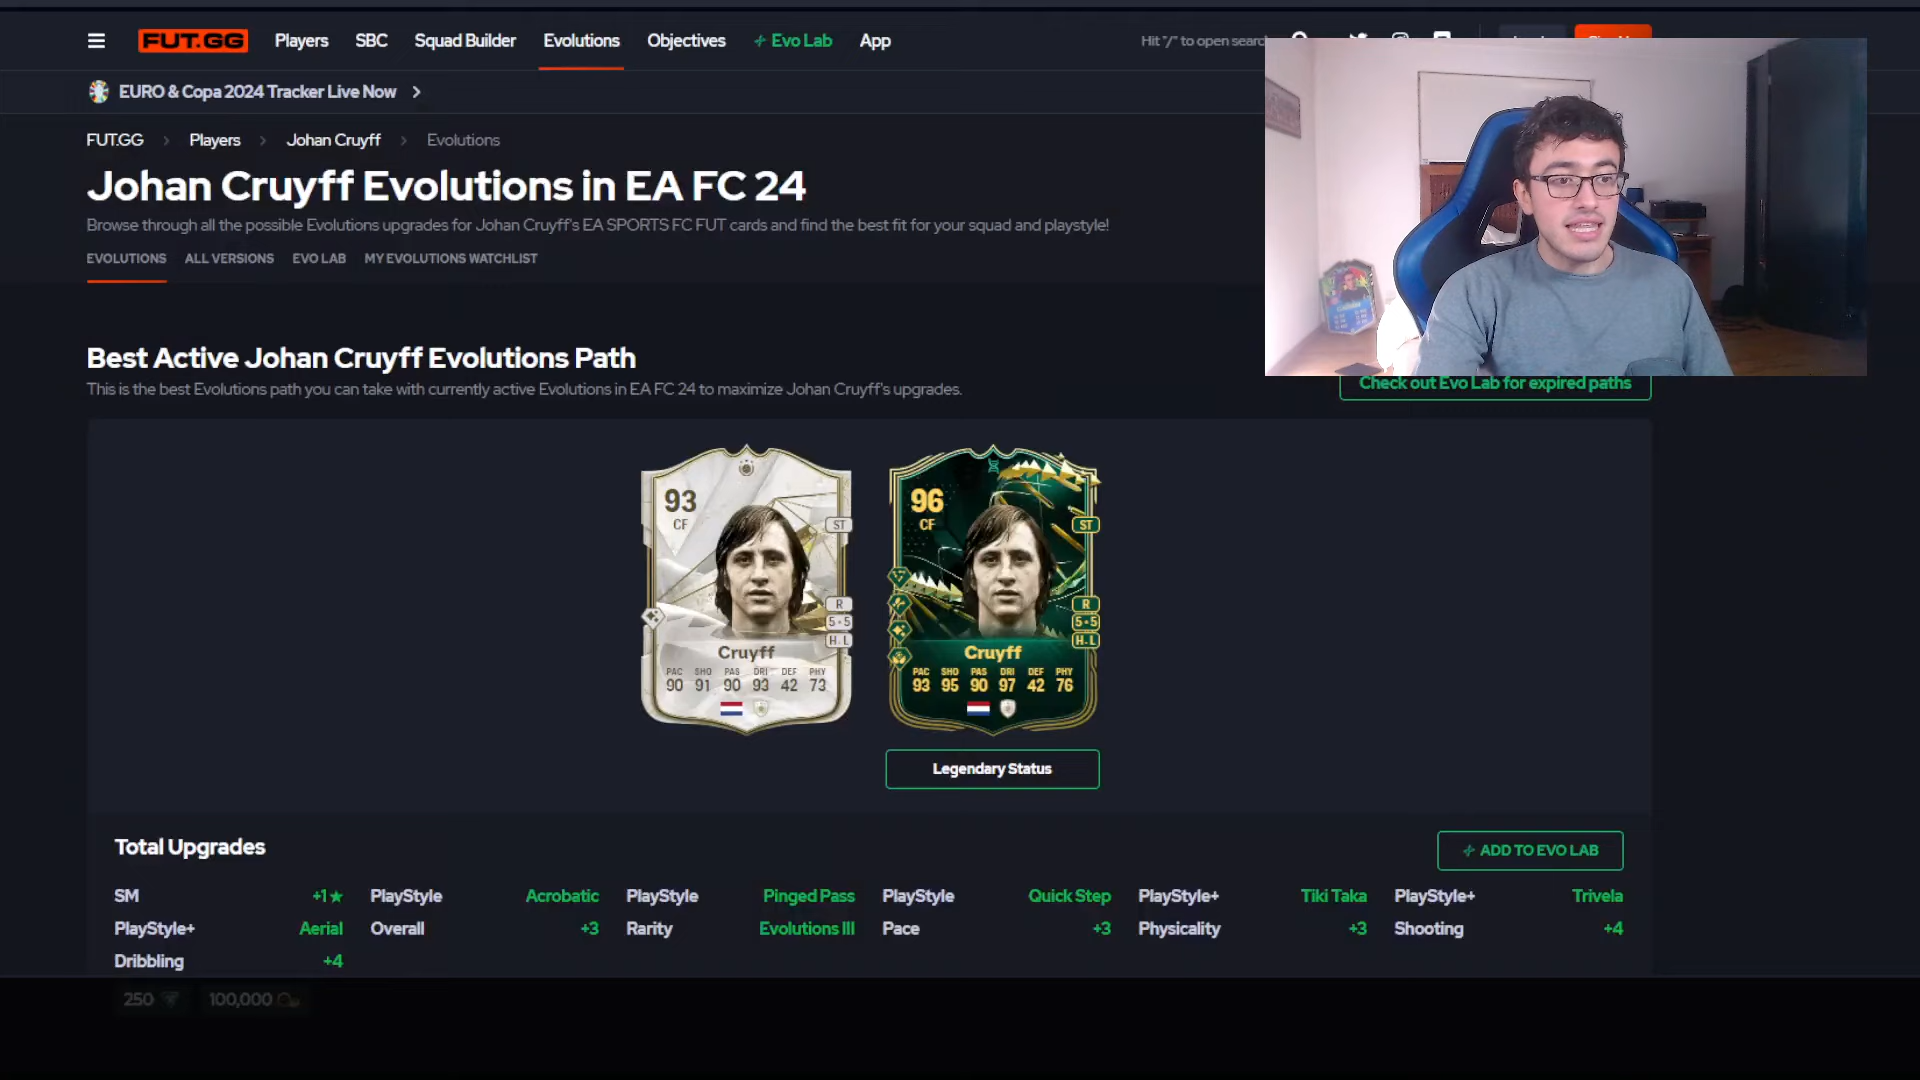 FUT.GG Players SBC Squad Builder Evolutions Objectives Evo Lab App Hit "/" to open search
EURO & Copa 2024 Tracker Live Now
FUT.GG Players Johan Cruyff Evolutions
Johan Cruyff Evolutions in EA FC 24
Browse through all the possible Evolutions upgrades for Johan Cruyff's EA SPORTS FC FUT cards and find the best fit for your squad and playstyle!
EVOLUTIONS ALL VERSIONS EVO LAB MY EVOLUTIONS WATCHLIST
Best Active Johan Cruyff Evolutions Path
This is the best Evolutions path you can take with currently active Evolutions in EA FC 24 to maximize Johan Cruyff's upgrades.
Check out Evo Lab for expired paths
93
CF
ST
R
5★5
H.L
Cruyff
PAC SHO PAS DRI DEF PHY
90 91 90 93 42 73
96
CF
ST
R
5★5
H.L
Cruyff
PAC SHO PAS DRI DEF PHY
93 95 90 97 42 76
Legendary Status
Total Upgrades
ADD TO EVO LAB
SM +1★ PlayStyle Acrobatic PlayStyle Pinged Pass PlayStyle Quick Step PlayStyle+ Tiki Taka PlayStyle+ Trivela
PlayStyle+ Aerial Overall +3 Rarity Evolutions III Pace +3 Physicality +3 Shooting +4
Dribbling +4
250 100,000